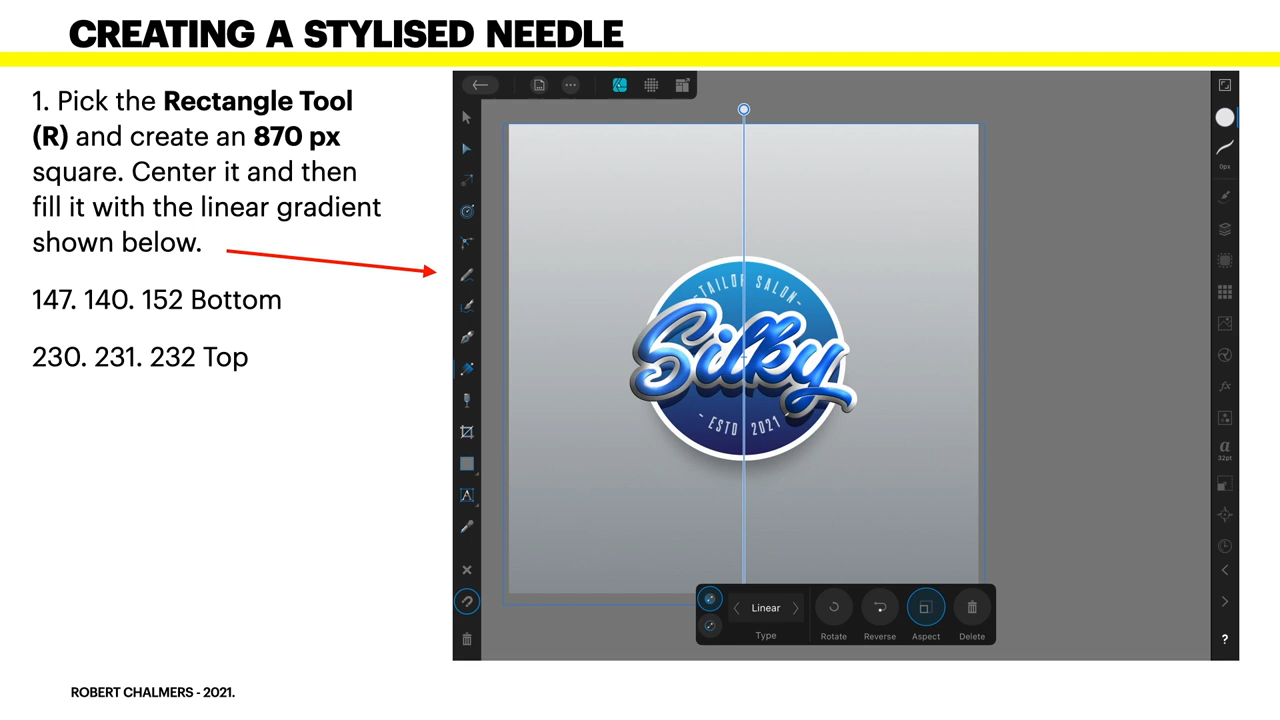 CREATING A STYLISED NEEDLE
1. Pick the Rectangle Tool
(R) and create an 870 px
square. Center it and then
fill it with the linear gradient
shown below.
147. 140. 152 Bottom
230. 231. 232 Top
-TAILOR SALON-
Silky
- ESTD 2021
0px
fx
a
32pt
A
Linear
Type
Rotate
Reverse
Aspect
Delete
?
ROBERT CHALMERS - 2021.